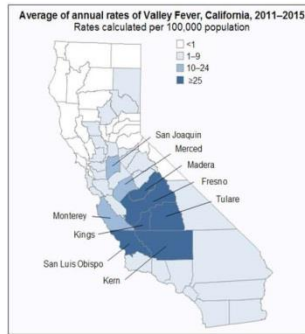 Average of annual rates of Valley Fever, California, 2011–2015
Rates calculated per 100,000 population
<1
1–9
10–24
≥25
San Joaquin
Merced
Madera
Fresno
Tulare
Monterey
Kings
San Luis Obispo
Kern